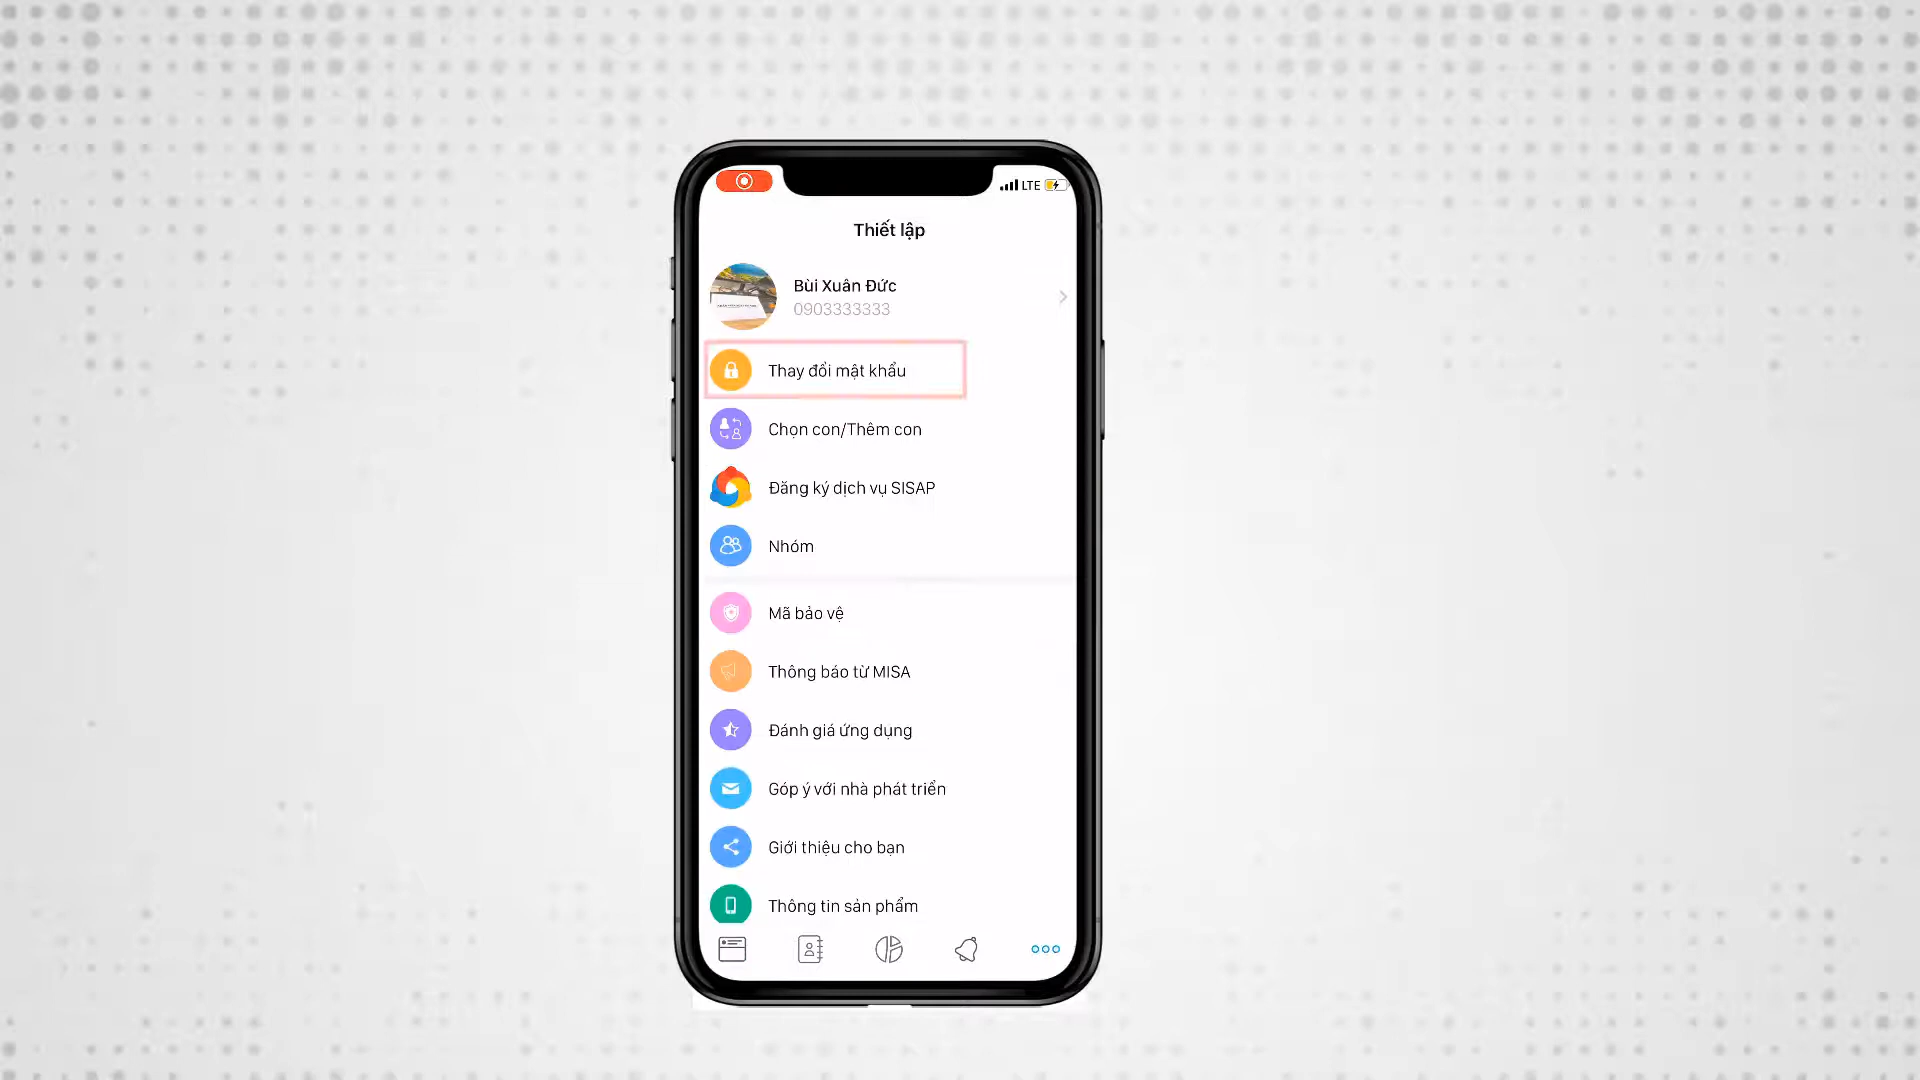 LTE
Thiết lập
Bùi Xuân Đức
0903333333
Thay đổi mật khẩu
Chọn con/Thêm con
Đăng ký dịch vụ SISAP
Nhóm
Mã bảo vệ
Thông báo từ MISA
Đánh giá ứng dụng
Góp ý với nhà phát triển
Giới thiệu cho bạn
Thông tin sản phẩm